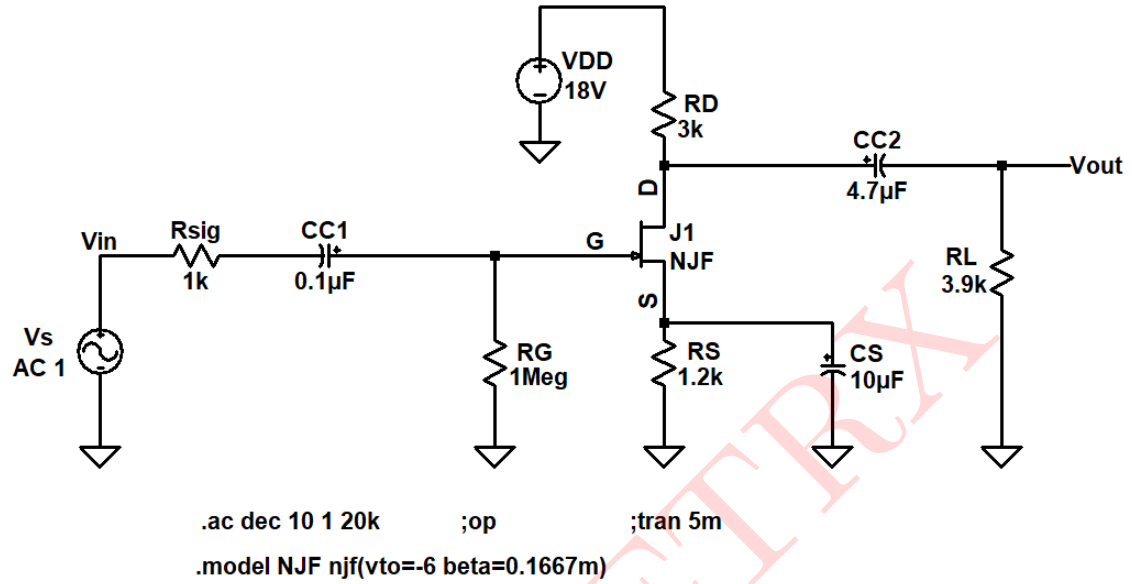 VDD
18V
RD
3k
CC2
4.7µF
Vout
D
Vin
Rsig
1k
CC1
0.1µF
G
J1
NJF
S
RL
3.9k
Vs
AC 1
RG
1Meg
RS
1.2k
CS
10µF
.ac dec 10 1 20k ;op ;tran 5m
.model NJF njf(vto=-6 beta=0.1667m)
ETRX